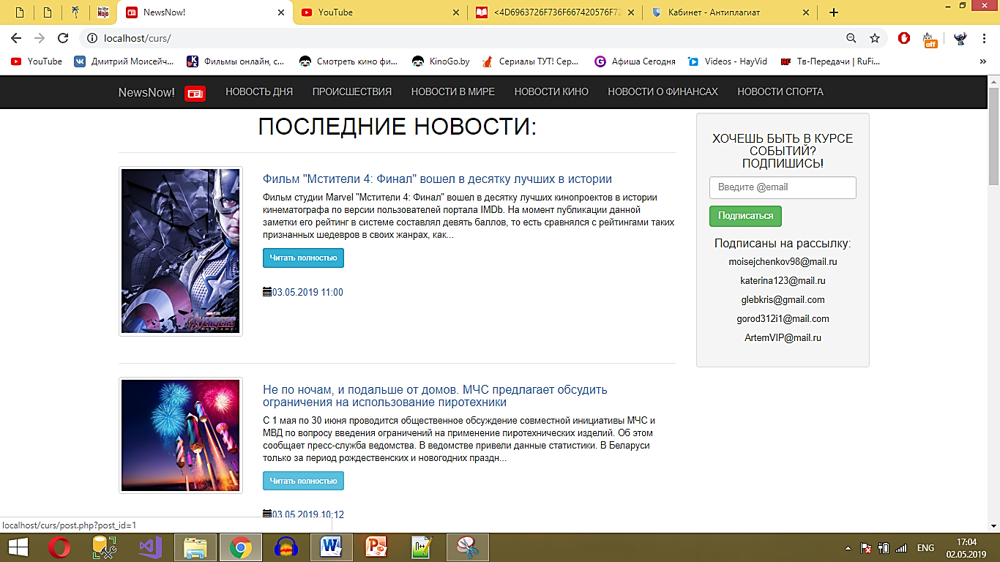 NewsNow!
YouTube
<4D6963726F736F667420576F72
Кабинет - Антиплагиат
localhost/curs/
off
YouTube
Дмитрий Моисейч...
Фильмы онлайн, с...
Смотреть кино фи...
KinoGo.by
Сериалы ТУТ! Сер...
Афиша Сегодня
Videos - HayVid
Тв-Передачи | RuFi...
»
NewsNow!
НОВОСТЬ ДНЯ
ПРОИСШЕСТВИЯ
НОВОСТИ В МИРЕ
НОВОСТИ КИНО
НОВОСТИ О ФИНАНСАХ
НОВОСТИ СПОРТА
ПОСЛЕДНИЕ НОВОСТИ:
Фильм "Мстители 4: Финал" вошел в десятку лучших в истории
Фильм студии Marvel "Мстители 4: Финал" вошел в десятку лучших кинопроектов в истории
кинематографа по версии пользователей портала IMDb. На момент публикации данной
заметки его рейтинг в системе составлял девять баллов, то есть сравнялся с рейтингами таких
признанных шедевров в своих жанрах, как...
Читать полностью
03.05.2019 11:00
AVENGERS
ENDGAME
Не по ночам, и подальше от домов. МЧС предлагает обсудить
ограничения на использование пиротехники
С 1 мая по 30 июня проводится общественное обсуждение совместной инициативы МЧС и
МВД по вопросу введения ограничений на применение пиротехнических изделий. Об этом
сообщает пресс-служба ведомства. В ведомстве привели данные статистики. В Беларуси
только за период рождественских и новогодних праздн...
Читать полностью
03.05.2019 10:12
ХОЧЕШЬ БЫТЬ В КУРСЕ
СОБЫТИЙ?
ПОДПИШИСЬ!
Введите @email
Подписаться
Подписаны на рассылку:
moisejchenkov98@mail.ru
katerina123@mail.ru
glebkris@gmail.com
gorod312i1@mail.com
ArtemVIP@mail.ru
localhost/curs/post.php?post_id=1
ENG
17:04
02.05.2019